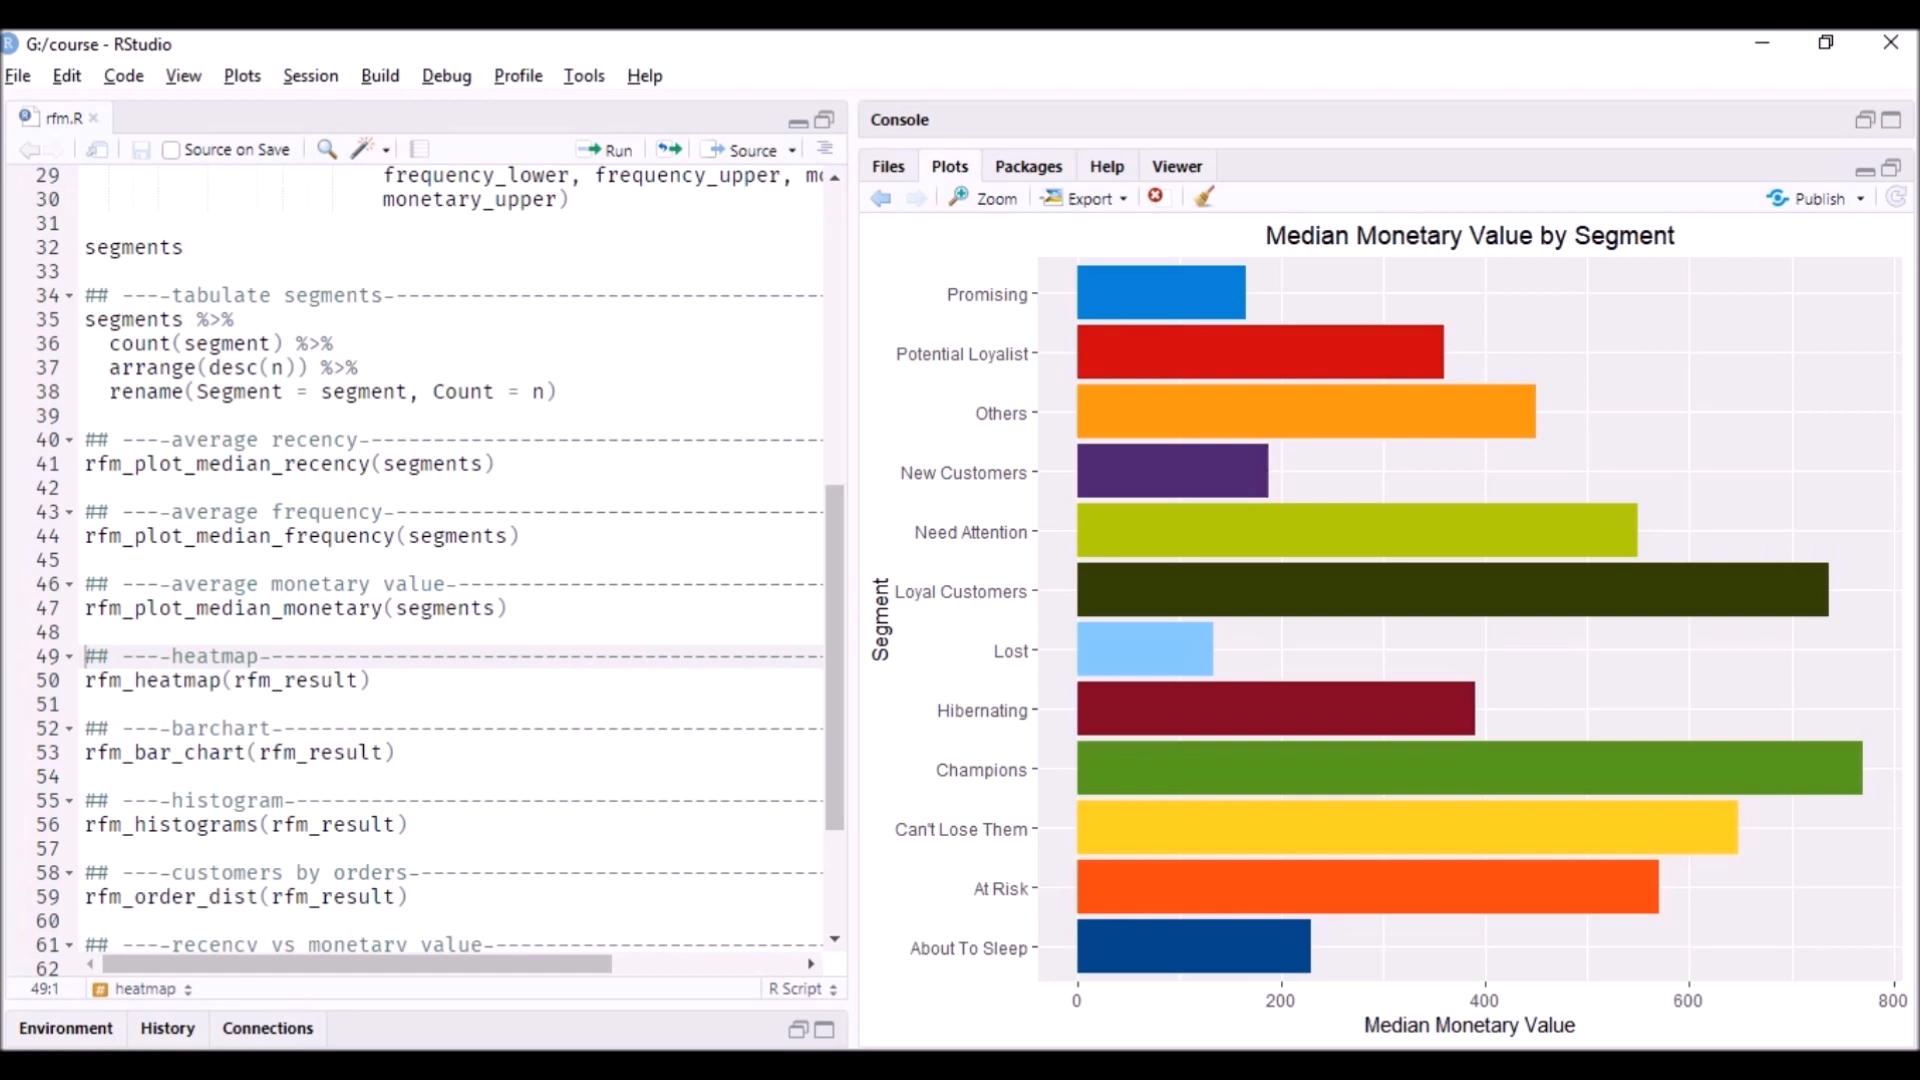 G:/course - RStudio
File Edit Code View Plots Session Build Debug Profile Tools Help
rfm.R
Source on Save Run Source
29 frequency_lower, frequency_upper,
30 monetary_upper)
31
32 segments
33
34 ## ----tabulate segments-----------------------------------
35 segments %>%
36 count(segment) %>%
37 arrange(desc(n)) %>%
38 rename(Segment = segment, Count = n)
39
40 ## ----average recency-------------------------------------
41 rfm_plot_median_recency(segments)
42
43 ## ----average frequency-----------------------------------
44 rfm_plot_median_frequency(segments)
45
46 ## ----average monetary value------------------------------
47 rfm_plot_median_monetary(segments)
48
49 ## ----heatmap---------------------------------------------
50 rfm_heatmap(rfm_result)
51
52 ## ----barchart--------------------------------------------
53 rfm_bar_chart(rfm_result)
54
55 ## ----histogram-------------------------------------------
56 rfm_histograms(rfm_result)
57
58 ## ----customers by orders---------------------------------
59 rfm_order_dist(rfm_result)
60
61 ## ----recency vs monetary value---------------------------
62
49:1 # heatmap R Script
Environment History Connections
Console
Files Plots Packages Help Viewer
Zoom Export Publish
Median Monetary Value by Segment
Promising
Potential Loyalist
Others
New Customers
Need Attention
Loyal Customers
Lost
Hibernating
Champions
Can't Lose Them
At Risk
About To Sleep
Segment
0 200 400 600 800
Median Monetary Value